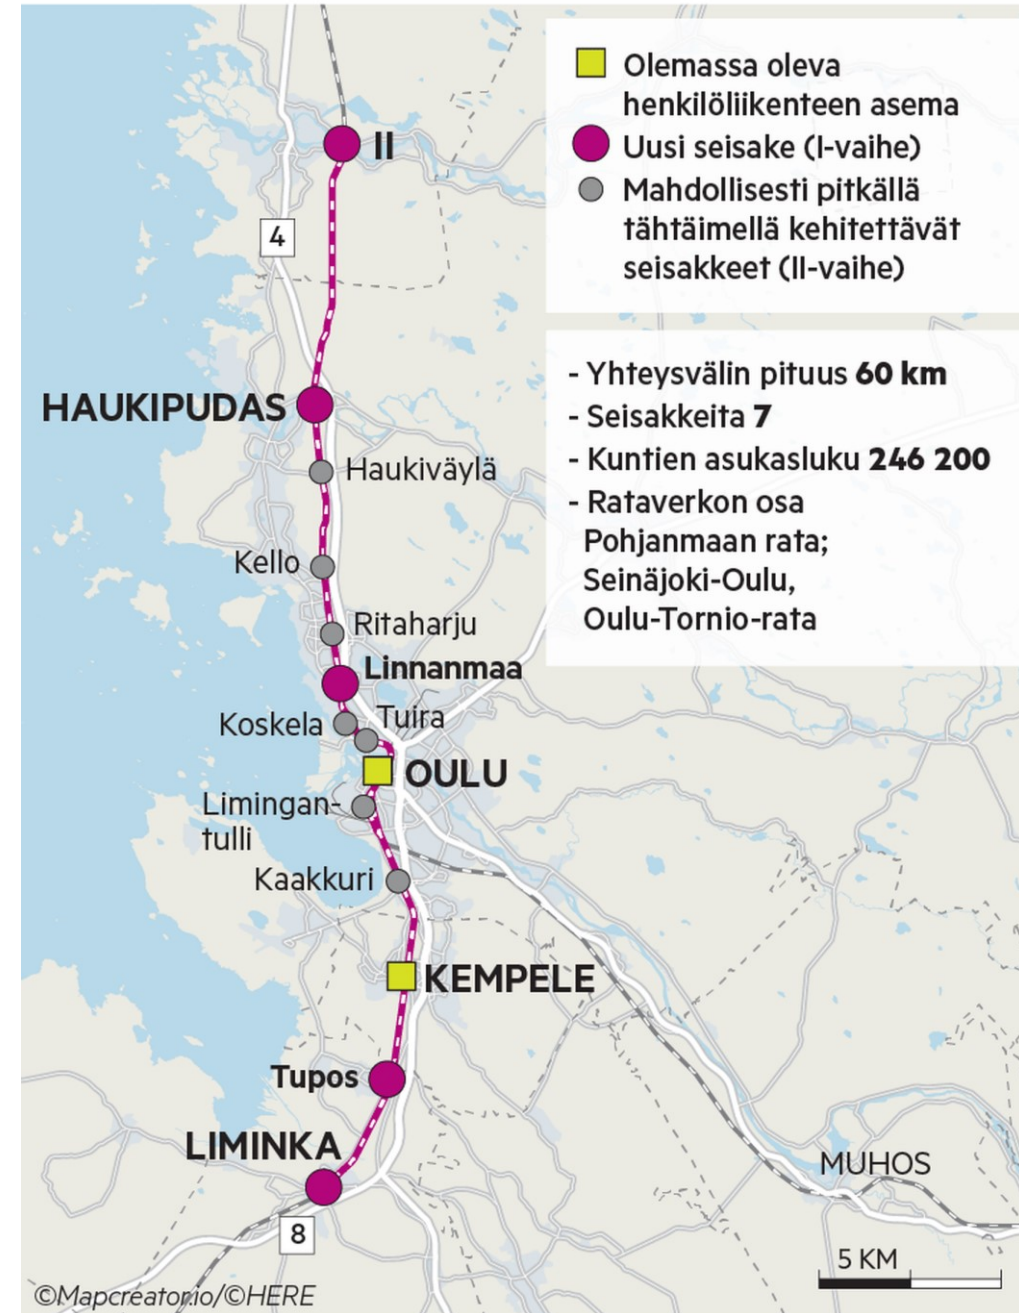 Olemassa oleva
henkilöliikenteen asema
Uusi seisake (I-vaihe)
Mahdollisesti pitkällä
tähtäimellä kehitettävät
seisakkeet (II-vaihe)
- Yhteysvälin pituus 60 km
- Seisakkeita 7
- Kuntien asukasluku 246 200
- Rataverkon osa
Pohjanmaan rata;
Seinäjoki-Oulu,
Oulu-Tornio-rata
II
4
HAUKIPUDAS
Haukiväylä
Kello
Ritaharju
Linnanmaa
Koskela
Tuira
OULU
Limingan-
tulli
Kaakkuri
KEMPELE
Tupos
LIMINKA
MUHOS
8
5 KM
©Mapcreator.io/©HERE